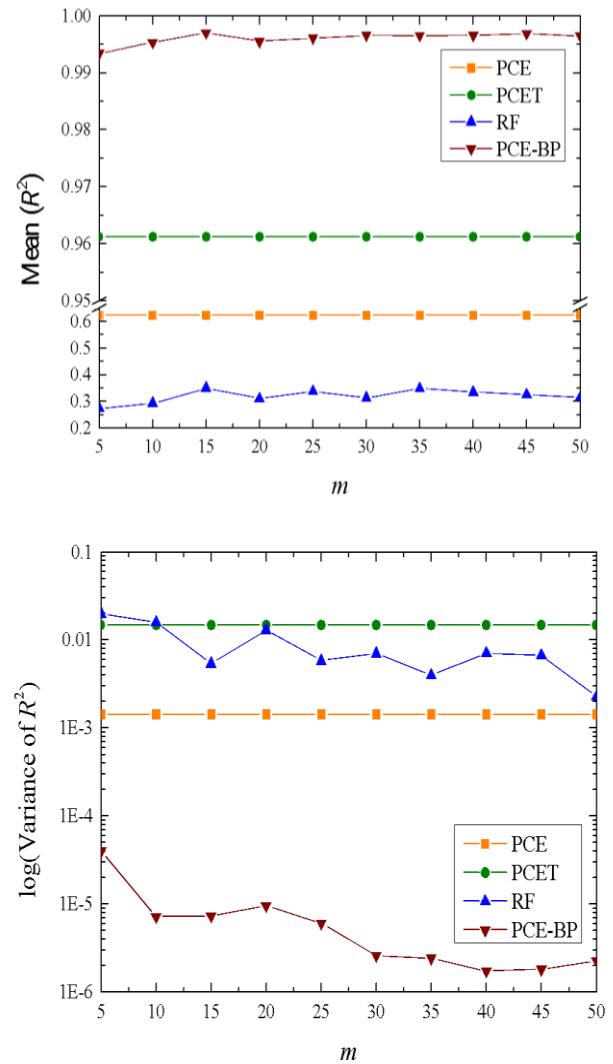 1.00
0.99
0.98
0.97
0.96
0.95
0.6
0.5
0.4
0.3
0.2
Mean (R²)
PCE
PCET
RF
PCE-BP
5 10 15 20 25 30 35 40 45 50
m
0.1
0.01
1E-3
1E-4
1E-5
1E-6
log(Variance of R²)
PCE
PCET
RF
PCE-BP
5 10 15 20 25 30 35 40 45 50
m